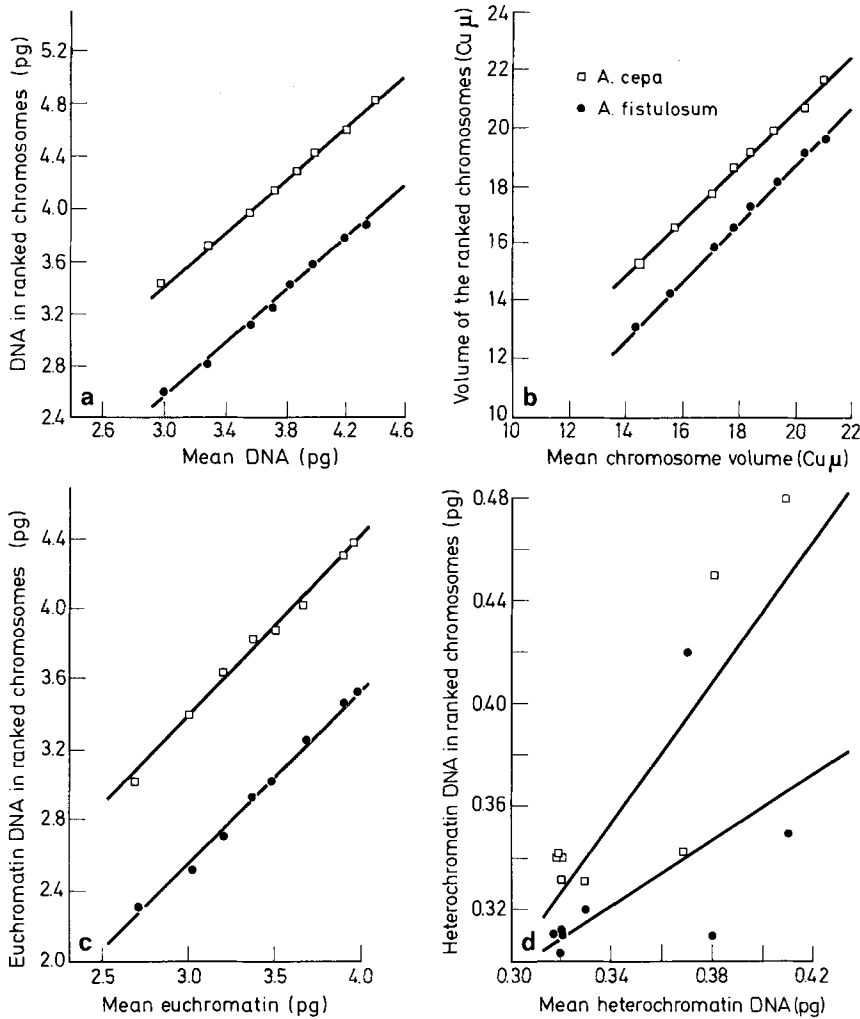 DNA in ranked chromosomes (pg)
5.2
4.8
4.4
4.0
3.6
3.2
2.8
2.4
a
2.6 3.0 3.4 3.8 4.2 4.6
Mean DNA (pg)
Volume of the ranked chromosomes (Cu μ)
22
20
18
16
14
12
10
b
A. cepa
A. fistulosum
10 12 14 16 18 20 22
Mean chromosome volume (Cu μ)
Euchromatin DNA in ranked chromosomes (pg)
4.4
4.0
3.6
3.2
2.8
2.4
2.0
c
2.5 3.0 3.5 4.0
Mean euchromatin (pg)
Heterochromatin DNA in ranked chromosomes (pg)
0.48
0.44
0.40
0.36
0.32
d
0.30 0.34 0.38 0.42
Mean heterochromatin DNA (pg)